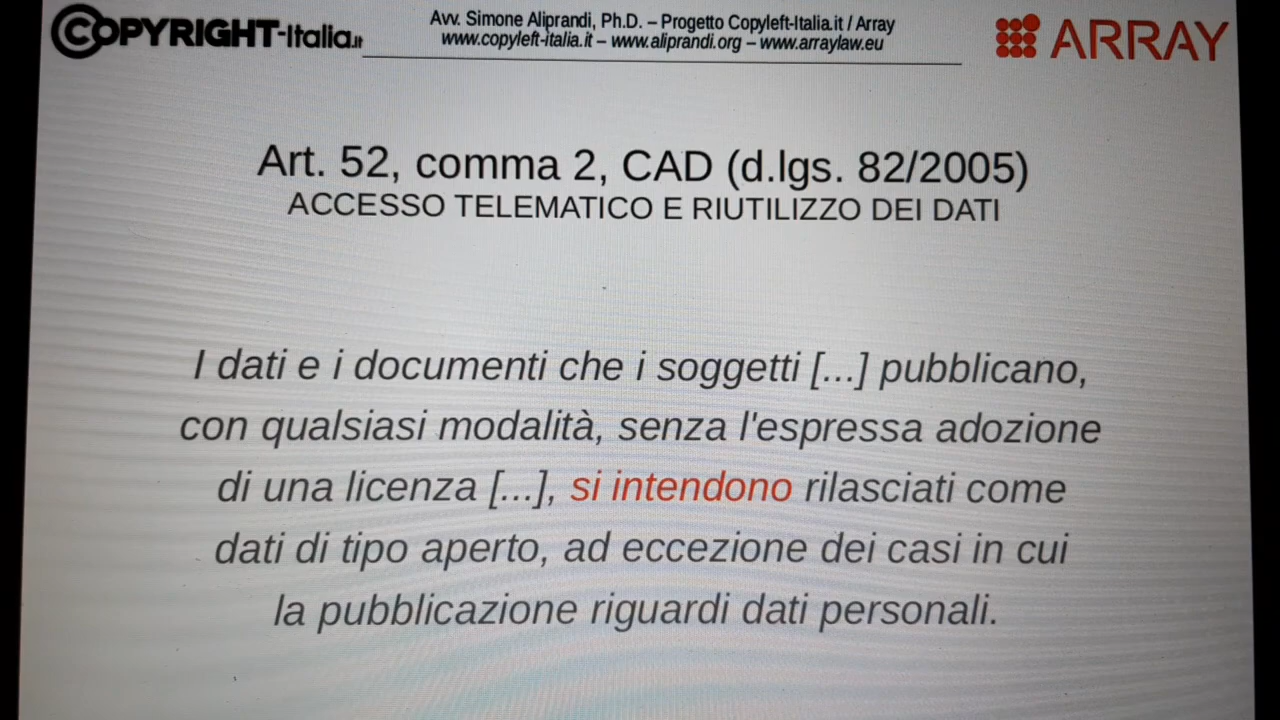 COPYRIGHT-Italia.it
Avv. Simone Aliprandi, Ph.D. – Progetto Copyleft-Italia.it / Array
www.copyleft-italia.it – www.aliprandi.org – www.arraylaw.eu
ARRAY
Art. 52, comma 2, CAD (d.lgs. 82/2005)
ACCESSO TELEMATICO E RIUTILIZZO DEI DATI
I dati e i documenti che i soggetti [...] pubblicano,
con qualsiasi modalità, senza l'espressa adozione
di una licenza [...], si intendono rilasciati come
dati di tipo aperto, ad eccezione dei casi in cui
la pubblicazione riguardi dati personali.